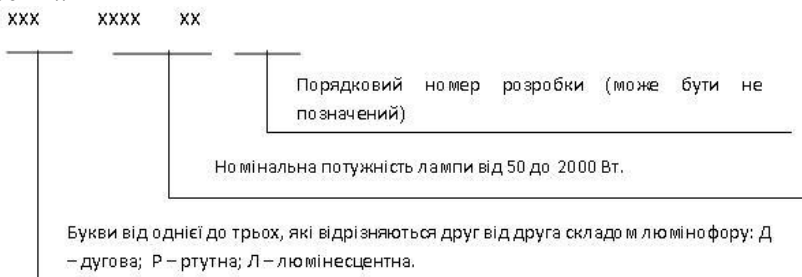 ХХХ ХХХХ ХХ
Порядковий номер розробки (може бути не
позначений)
Номінальна потужність лампи від 50 до 2000 Вт.
Букви від однієї до трьох, які відрізняються друг від друга складом люмінофору: Д
– дугова; Р – ртутна; Л – люмінесцентна.